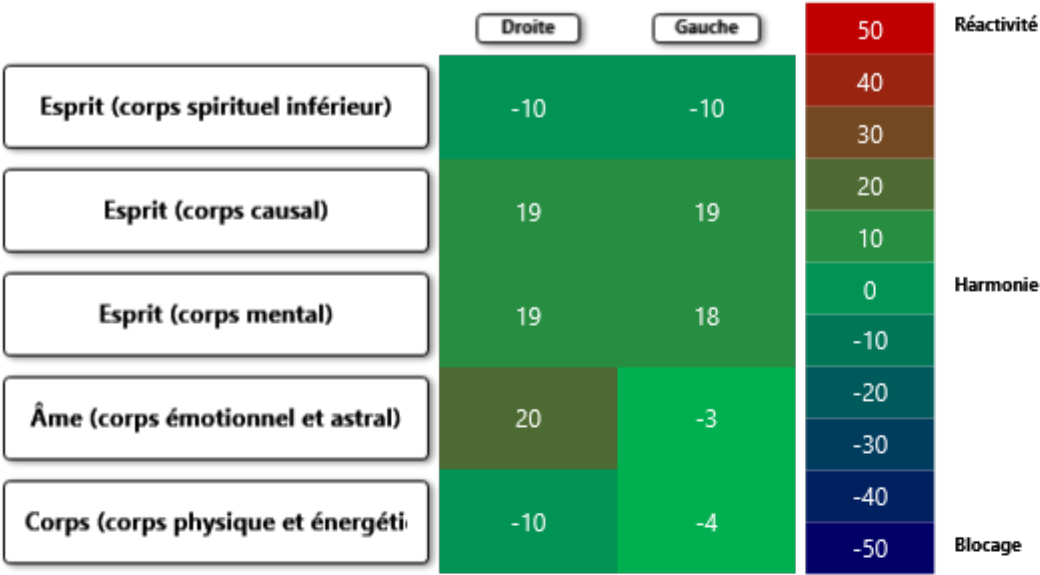 Droite Gauche 50 Réactivité
40
Esprit (corps spirituel inférieur) -10 -10
30
20
Esprit (corps causal) 19 19
10
0 Harmonie
Esprit (corps mental) 19 18
-10
-20
Âme (corps émotionnel et astral) 20 -3
-30
-40
Corps (corps physique et -10 -4
-50 Blocage